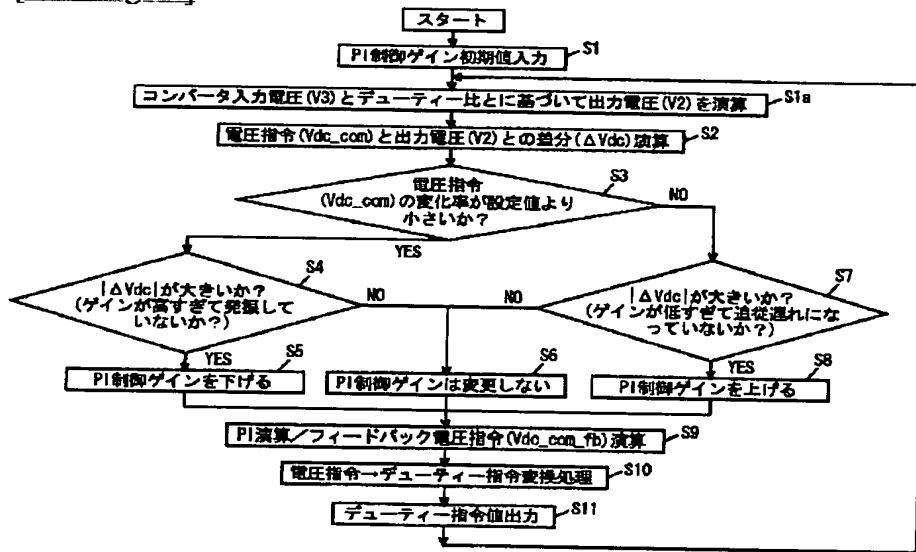 スタート
PI制御ゲイン初期値入力
S1
コンバータ入力電圧(V3)とデューティー比とに基づいて出力電圧(V2)を演算
S1a
電圧指令(Vdc_com)と出力電圧(V2)との差分(ΔVdc)演算
S2
電圧指令
(Vdc_com)の変化率が設定値より
小さいか?
S3
NO
YES
|ΔVdc|が大きいか?
(ゲインが高すぎて発振して
いないか?)
S4
NO
YES
|ΔVdc|が大きいか?
(ゲインが低すぎて追従遅れにな
っていないか?)
S7
NO
YES
PI制御ゲインを下げる
S5
PI制御ゲインは変更しない
S6
PI制御ゲインを上げる
S8
PI演算/フィードバック電圧指令(Vdc_com_fb)演算
S9
電圧指令→デューティー指令変換処理
S10
デューティー指令値出力
S11